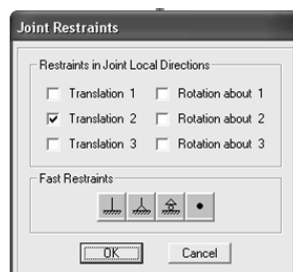 Joint Restraints
Restraints in Joint Local Directions
Translation 1 Rotation about 1
Translation 2 Rotation about 2
Translation 3 Rotation about 3
Fast Restraints
OK Cancel